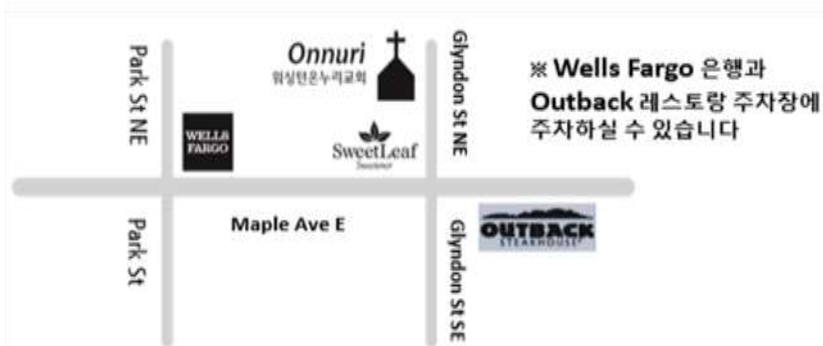 Park St NE
Onnuri
워싱턴온누리교회
Glyndon St NE
※ Wells Fargo 은행과
Outback 레스토랑 주차장에
주차하실 수 있습니다
WELLS
FARGO
SweetLeaf
Sweetener
Maple Ave E
Park St
Glyndon St SE
OUTBACK
STEAKHOUSE